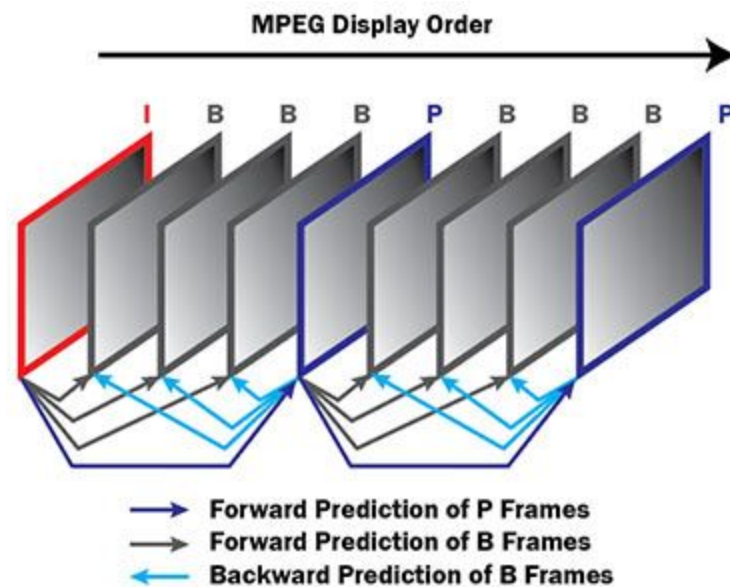 MPEG Display Order
I B B B P B B B P
Forward Prediction of P Frames
Forward Prediction of B Frames
Backward Prediction of B Frames